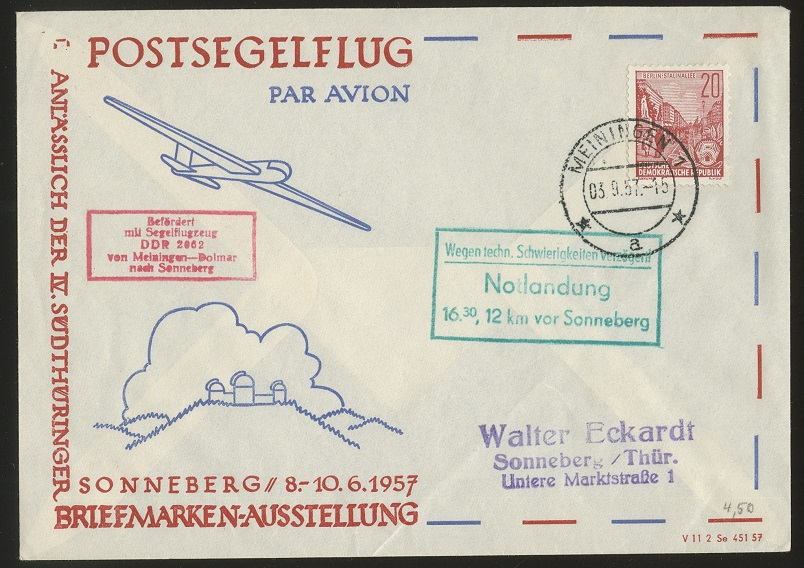 POSTSEGELFLUG
PAR AVION
ANLÄSSLICH DER IV. SÜDTHÜRINGER
BERLIN·STALINALLEE
20
5
DEUTSCHE
DEMOKRATISCHE REPUBLIK
MEININGEN 1
03.9.57.-15
a
Befördert
mit Segelflugzeug
DDR 2062
von Meiningen—Dolmar
nach Sonneberg
Wegen techn. Schwierigkeiten verzögert
Notlandung
16.30, 12 km vor Sonneberg
Walter Eckardt
Sonneberg /Thür.
Untere Marktstraße 1
SONNEBERG // 8.-10.6.1957
BRIEFMARKEN-AUSSTELLUNG
4,50
V 11 2 So 451 57